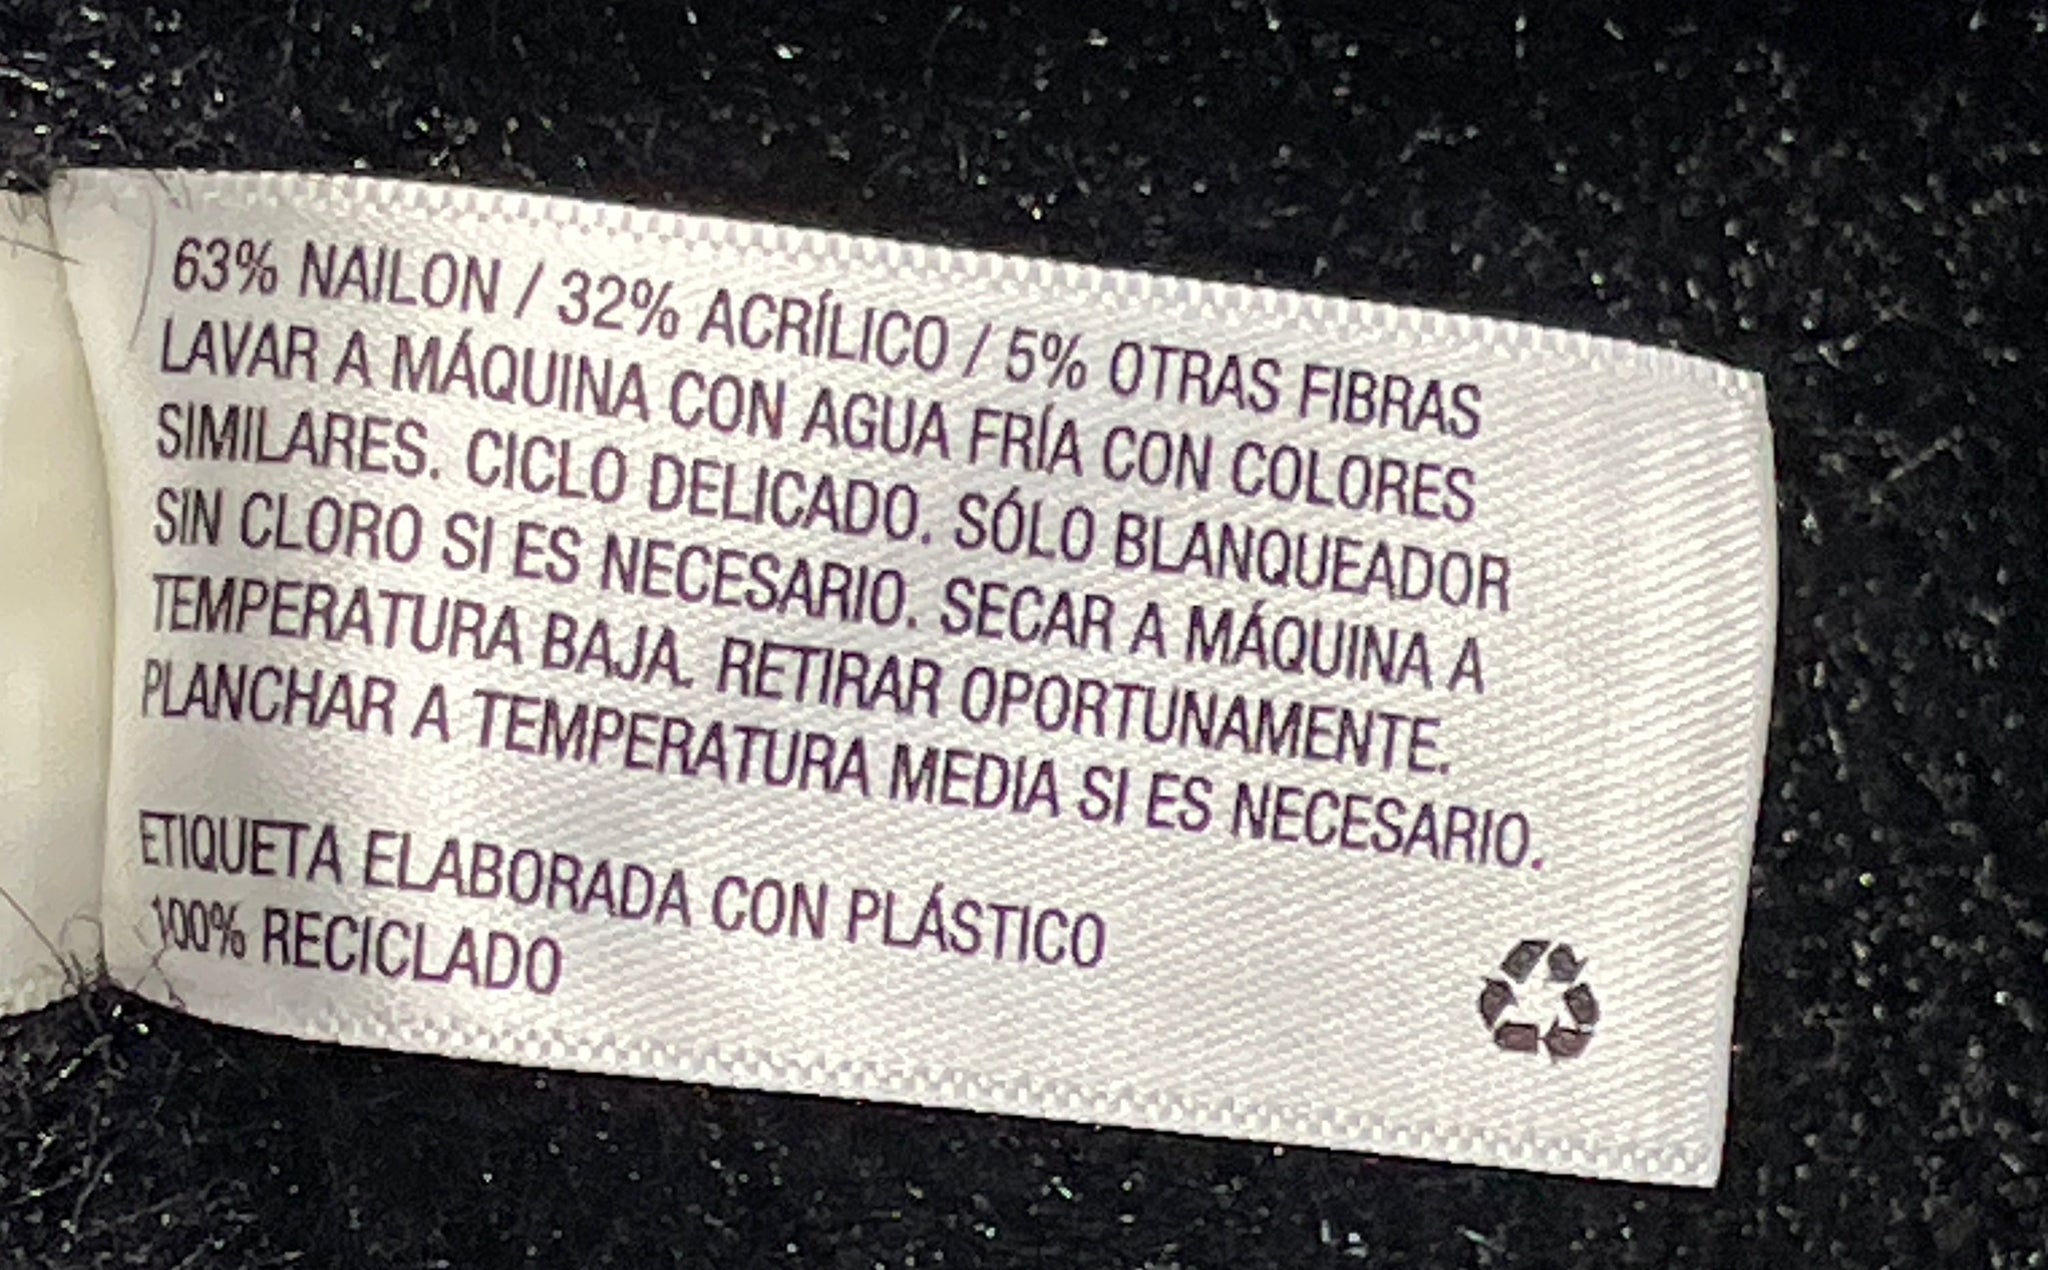 63% NAILON / 32% ACRÍLICO / 5% OTRAS FIBRAS
LAVAR A MÁQUINA CON AGUA FRÍA CON COLORES
SIMILARES. CICLO DELICADO. SÓLO BLANQUEADOR
SIN CLORO SI ES NECESARIO. SECAR A MÁQUINA A
TEMPERATURA BAJA. RETIRAR OPORTUNAMENTE.
PLANCHAR A TEMPERATURA MEDIA SI ES NECESARIO.
ETIQUETA ELABORADA CON PLÁSTICO
100% RECICLADO